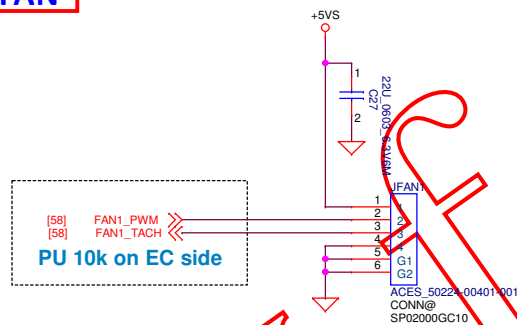 FAN
+5VS
1
22U_0603_6.3V6M
C27
2
JFAN1
1 1
[58] FAN1_PWM 2 2
[58] FAN1_TACH 3 3
4 4
PU 10k on EC side
5 G1
6 G2
ACES_50224-00401-001
CONN@
SP02000GC10